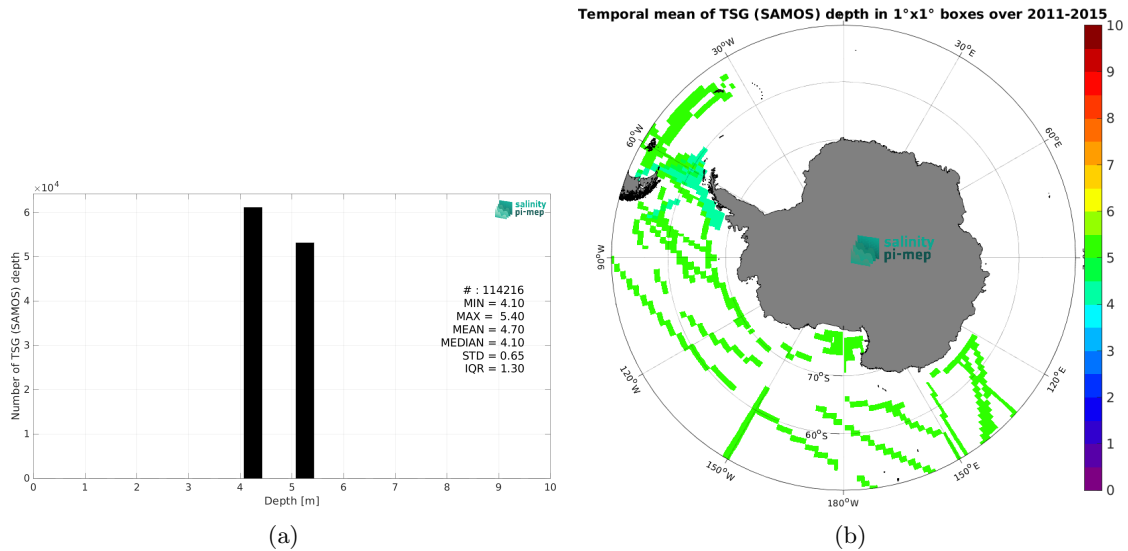 ×10⁴
6
5
4
3
2
1
0
Number of TSG (SAMOS) depth
salinity
pi-mep
# : 114216
MIN = 4.10
MAX = 5.40
MEAN = 4.70
MEDIAN = 4.10
STD = 0.65
IQR = 1.30
0 1 2 3 4 5 6 7 8 9 10
Depth [m]
(a)
Temporal mean of TSG (SAMOS) depth in 1°x1° boxes over 2011-2015
30°W
30°E
60°W
60°E
90°W
salinity
pi-mep
120°W
120°E
70°S
60°S
150°W
150°E
180°W
10
9
8
7
6
5
4
3
2
1
0
(b)